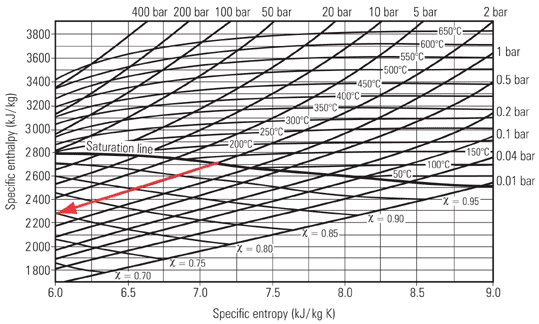 400 bar 200 bar 100 bar 50 bar 20 bar 10 bar 5 bar 2 bar
3800
3600
3400
3200
3000
2800
2600
2400
2200
2000
1800
Specific enthalpy (kJ/kg)
650°C
600°C
550°C
500°C
450°C
400°C
350°C
300°C
250°C
200°C
150°C
100°C
50°C
Saturation line
1 bar
0.5 bar
0.2 bar
0.1 bar
0.04 bar
0.01 bar
χ = 0.95
χ = 0.90
χ = 0.85
χ = 0.80
χ = 0.75
χ = 0.70
6.0 6.5 7.0 7.5 8.0 8.5 9.0
Specific entropy (kJ/kg K)